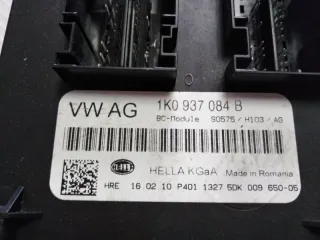 VW AG 1K0 937 084 B
BC-Module S0575 / H103 / AG
HELLA
HELLA KGaA Made in Romania
HRE 16.02.10 P401 1327 5DK 009 650-05